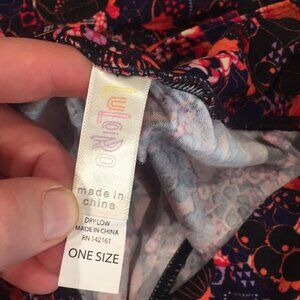 LuLaRoe
made in
china
DRY LOW
MADE IN CHINA
RN 142161
ONE SIZE